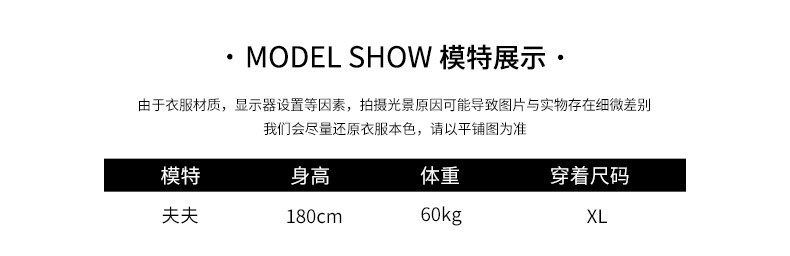 ·MODEL SHOW 模特展示·
由于衣服材质，显示器设置等因素，拍摄光景原因可能导致图片与实物存在细微差别
我们会尽量还原衣服本色，请以平铺图为准
模特 身高 体重 穿着尺码
夫夫 180cm 60kg XL